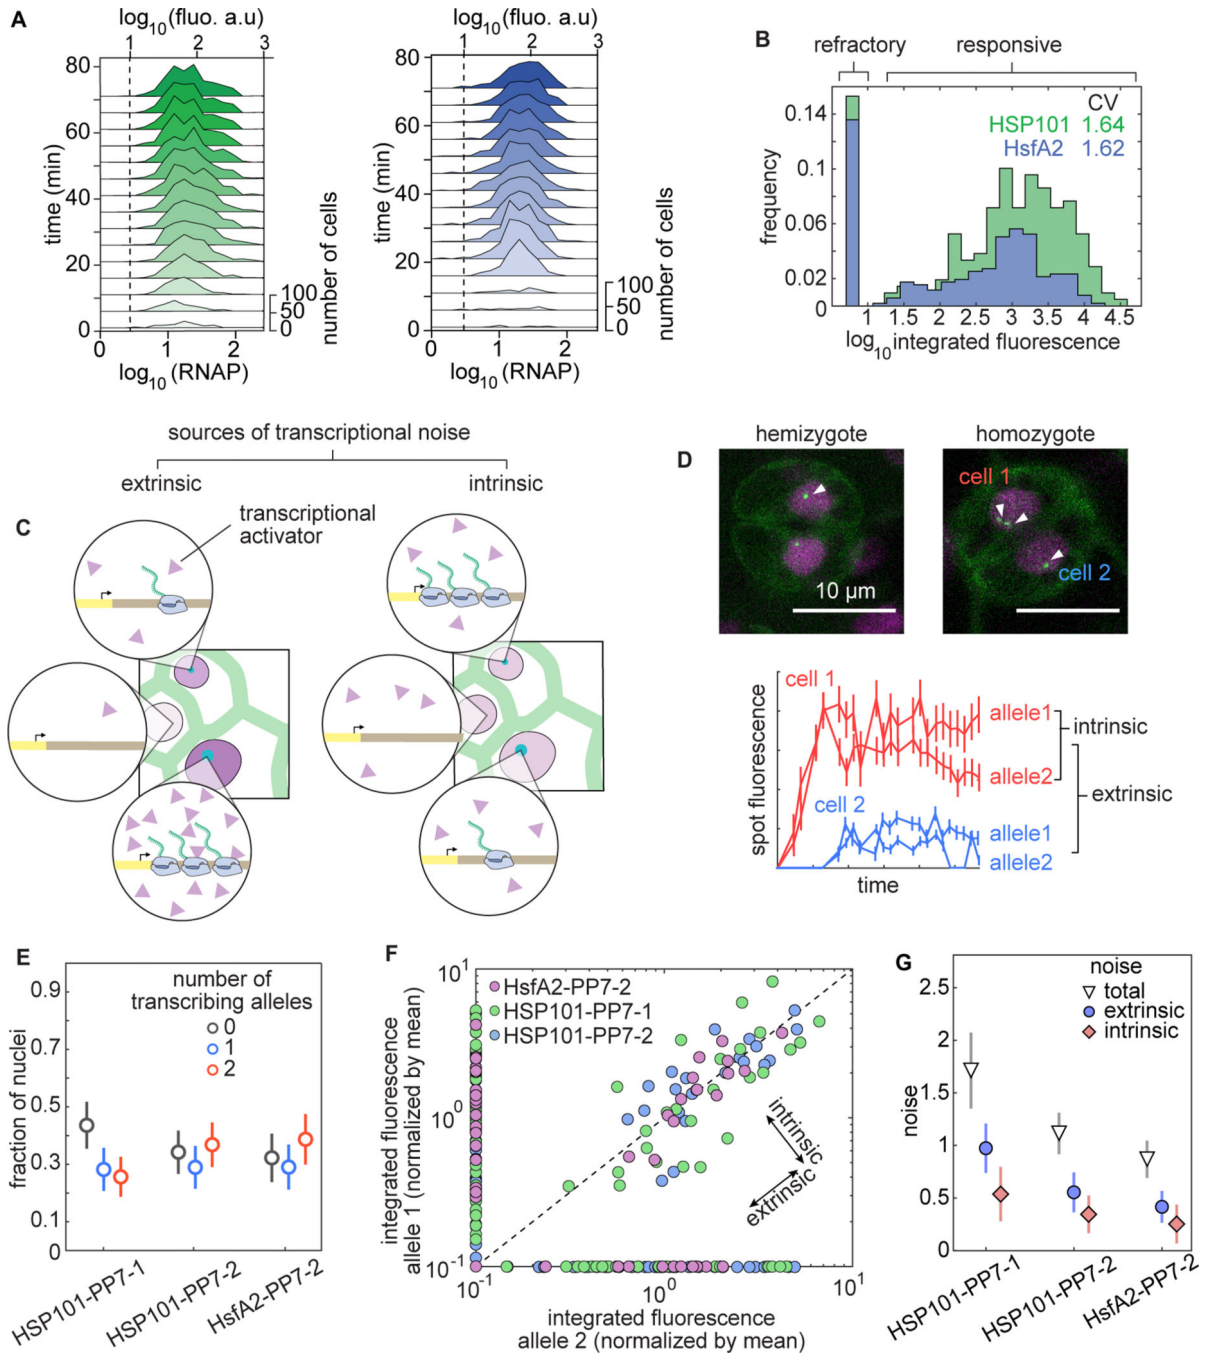 A
log10(fluo. a.u)
1 2 3
80
60
40
20
0
time (min)
100
50
0
number of cells
0 1 2
log10(RNAP)
log10(fluo. a.u)
1 2 3
80
60
40
20
0
time (min)
100
50
0
number of cells
0 1 2
log10(RNAP)
B
refractory responsive
CV
HSP101 1.64
HsfA2 1.62
0.14
0.1
0.06
0.02
0
frequency
1 1.5 2 2.5 3 3.5 4 4.5
log10 integrated fluorescence
sources of transcriptional noise
extrinsic intrinsic
C
transcriptional
activator
D
hemizygote homozygote
cell 1
cell 2
10 µm
spot fluorescence
cell 1
allele1
allele2
intrinsic
extrinsic
cell 2
allele1
allele2
time
E
number of
transcribing alleles
0
1
2
0.9
0.7
0.5
0.3
0.1
0
fraction of nuclei
HSP101-PP7-1
HSP101-PP7-2
HsfA2-PP7-2
F
HsfA2-PP7-2
HSP101-PP7-1
HSP101-PP7-2
10^1
10^0
10^-1
integrated fluorescence
allele 1 (normalized by mean)
intrinsic
extrinsic
10^-1 10^0 10^1
integrated fluorescence
allele 2 (normalized by mean)
G
noise
total
extrinsic
intrinsic
2.5
2
1.5
1
0.5
0
noise
HSP101-PP7-1
HSP101-PP7-2
HsfA2-PP7-2